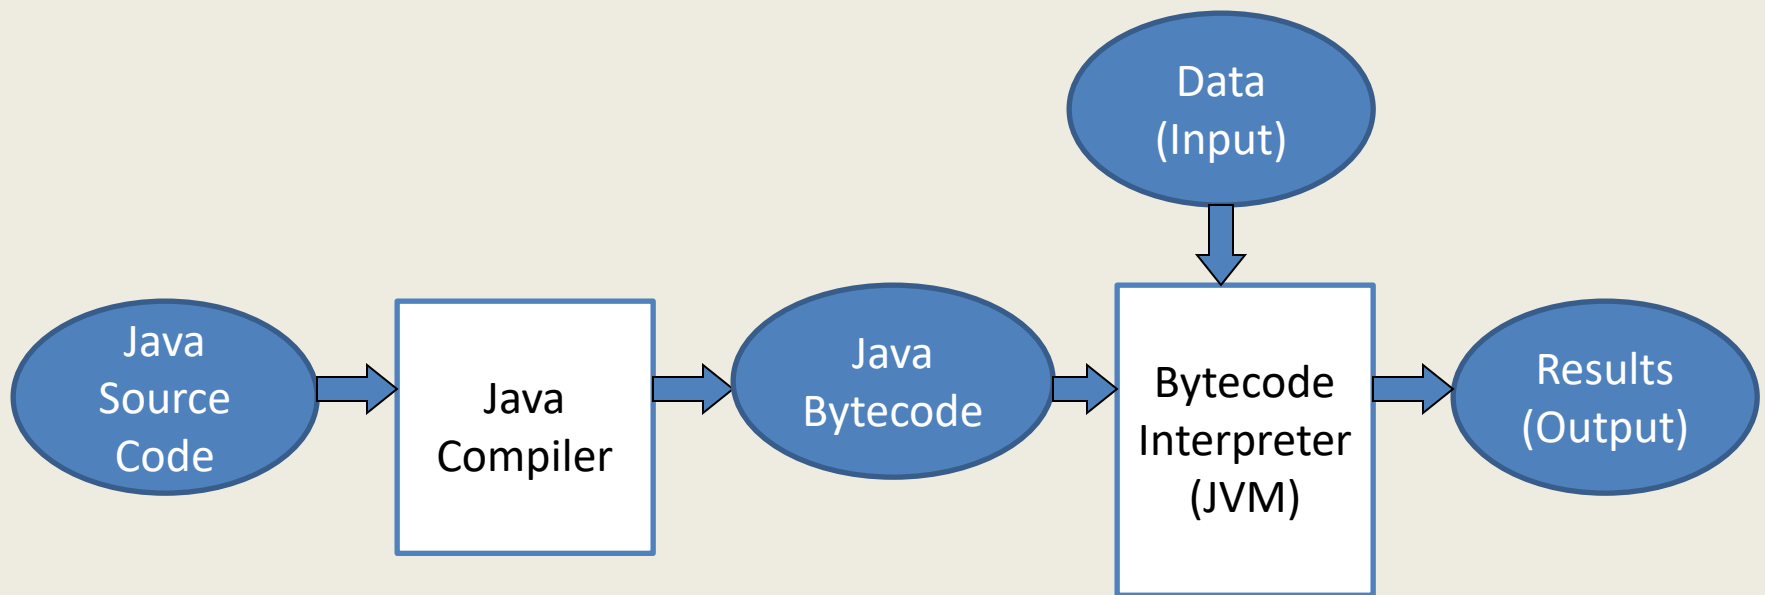 Data
(Input)
Java
Source
Code
Java
Compiler
Java
Bytecode
Bytecode
Interpreter
(JVM)
Results
(Output)